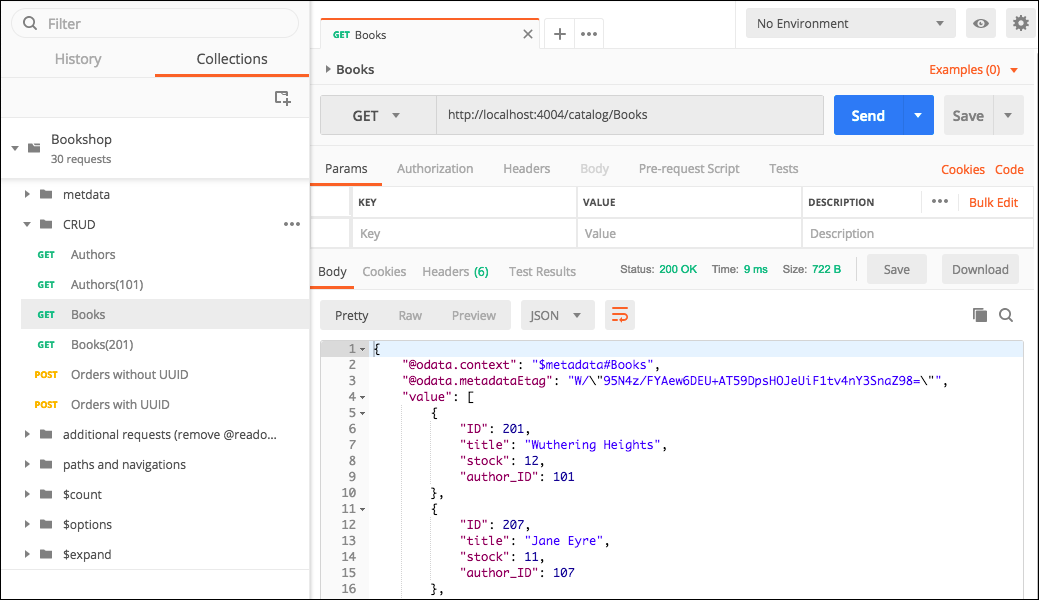 Filter
History Collections
Bookshop
30 requests
metdata
CRUD
GET Authors
GET Authors(101)
GET Books
GET Books(201)
POST Orders without UUID
POST Orders with UUID
additional requests (remove @reado...
paths and navigations
$count
$options
$expand
GET Books
No Environment
Books
Examples (0)
GET http://localhost:4004/catalog/Books Send Save
Params Authorization Headers Body Pre-request Script Tests Cookies Code
KEY VALUE DESCRIPTION Bulk Edit
Key Value Description
Body Cookies Headers (6) Test Results Status: 200 OK Time: 9 ms Size: 722 B Save Download
Pretty Raw Preview JSON
1 {
2 "@odata.context": "$metadata#Books",
3 "@odata.metadataEtag": "W/\"95N4z/FYAew6DEU+AT59DpsHOJeUiF1tv4nY3SnaZ98=\"",
4 "value": [
5 {
6 "ID": 201,
7 "title": "Wuthering Heights",
8 "stock": 12,
9 "author_ID": 101
10 },
11 {
12 "ID": 207,
13 "title": "Jane Eyre",
14 "stock": 11,
15 "author_ID": 107
16 },